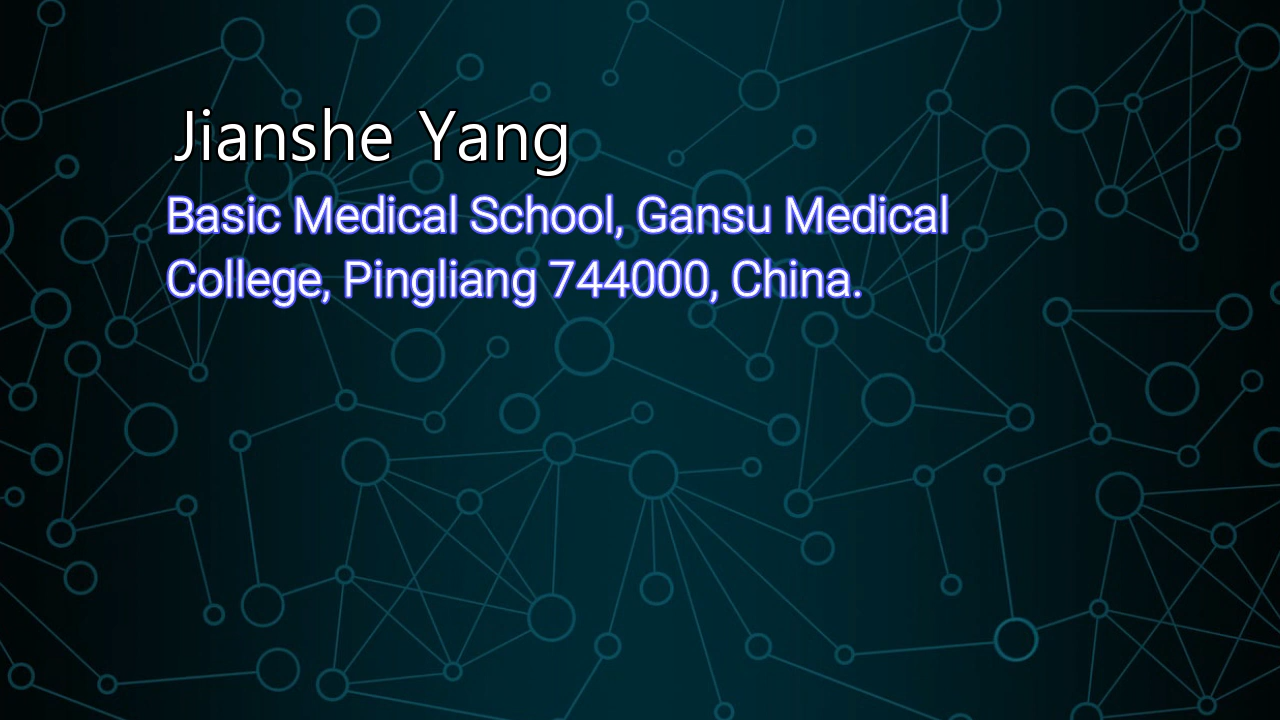 Jianshe Yang
Basic Medical School, Gansu Medical
College, Pingliang 744000, China.